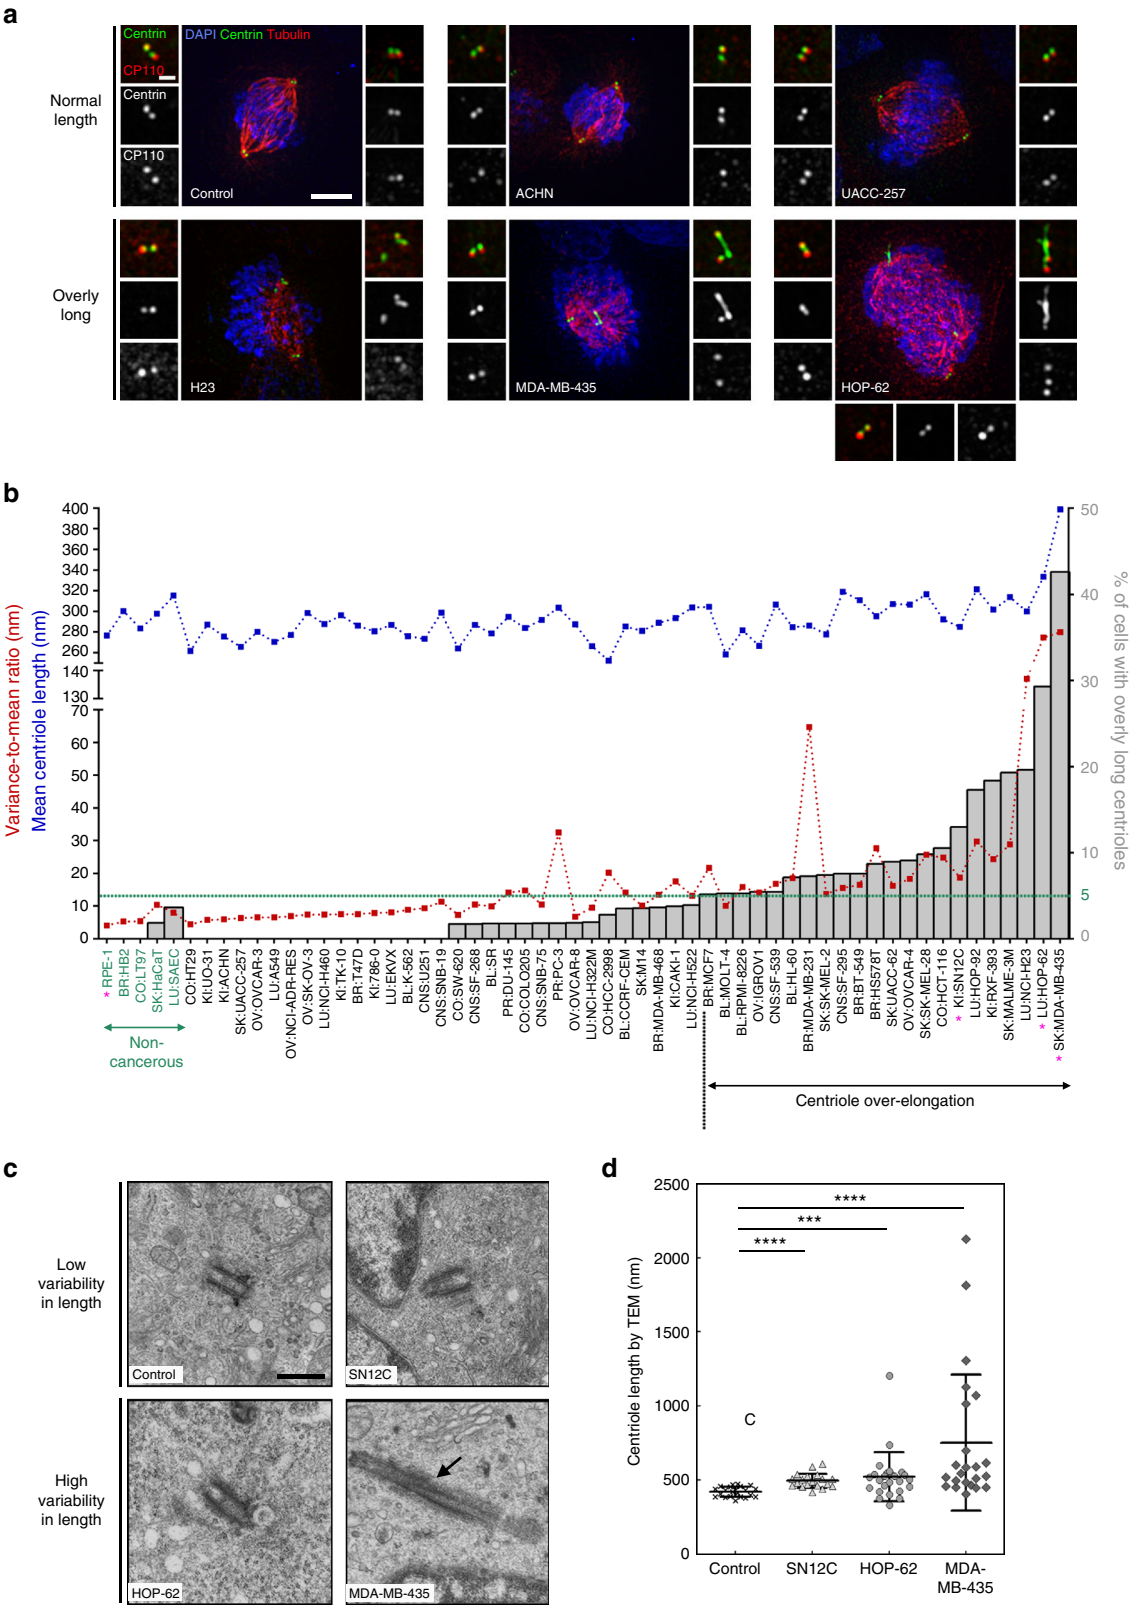 a
Normal length
Centrin
CP110
Centrin
CP110
DAPI Centrin Tubulin
Control
ACHN
UACC-257
Overly long
H23
MDA-MB-435
HOP-62
b
Variance-to-mean ratio (nm)
Mean centriole length (nm)
400
380
360
340
320
300
280
260
140
130
70
60
50
40
30
20
10
0
50
40
30
20
10
5
0
% of cells with overly long centrioles
* RPE-1
BR:HB2
CO:LT97
SK:HaCaT
LU:SAEC
CO:HT29
KI:UO-31
KI:ACHN
SK:UACC-257
OV:OVCAR-3
LU:A549
OV:NCI-ADR-RES
OV:SK-OV-3
LU:NCI-H460
KI:TK-10
BR:T47D
KI:786-0
LU:EKVX
BL:K-562
CNS:U251
CNS:SNB-19
CO:SW-620
CNS:SF-268
BL:SR
PR:DU-145
CO:COLO205
CNS:SNB-75
PR:PC-3
OV:OVCAR-8
LU:NCI-H322M
CO:HCC-2998
BL:CCRF-CEM
SK:M14
BR:MDA-MB-468
KI:CAKI-1
LU:NCI-H522
BR:MCF7
BL:MOLT-4
BL:RPMI-8226
OV:IGROV1
CNS:SF-539
BL:HL-60
BR:MDA-MB-231
SK:SK-MEL-2
CNS:SF-295
BR:BT-549
BR:HS578T
SK:UACC-62
OV:OVCAR-4
SK:SK-MEL-28
CO:HCT-116
* KI:SN12C
LU:HOP-92
KI:RXF-393
SK:MALME-3M
LU:NCI-H23
* LU:HOP-62
* SK:MDA-MB-435
Non-
cancerous
Centriole over-elongation
c
Low
variability
in length
Control
SN12C
High
variability
in length
HOP-62
MDA-MB-435
d
Centriole length by TEM (nm)
2500
2000
1500
1000
500
0
****
***
****
C
Control
SN12C
HOP-62
MDA-
MB-435